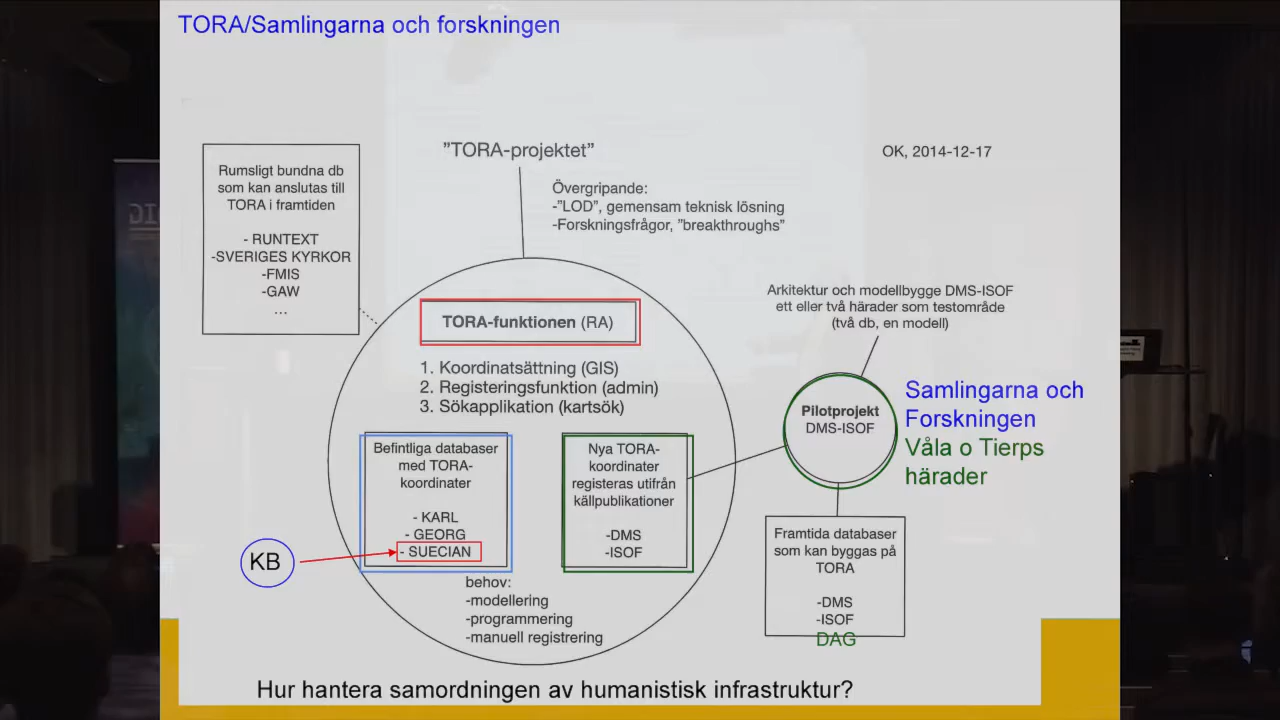 TORA/Samlingarna och forskningen
"TORA-projektet"
OK, 2014-12-17
Rumsligt bundna db
som kan anslutas till
TORA i framtiden
- RUNTEXT
-SVERIGES KYRKOR
-FMIS
-GAW
...
Övergripande:
-"LOD", gemensam teknisk lösning
-Forskningsfrågor, "breakthroughs"
Arkitektur och modellbygge DMS-ISOF
ett eller två härader som testområde
(två db, en modell)
TORA-funktionen (RA)
1. Koordinatsättning (GIS)
2. Registeringsfunktion (admin)
3. Sökapplikation (kartsök)
Pilotprojekt
DMS-ISOF
Samlingarna och
Forskningen
Våla o Tierps
härader
Befintliga databaser
med TORA-
koordinater
- KARL
- GEORG
- SUECIAN
Nya TORA-
koordinater
registeras utifrån
källpublikationer
-DMS
-ISOF
KB
Framtida databaser
som kan byggas på
TORA
-DMS
-ISOF
DAG
behov:
-modellering
-programmering
-manuell registrering
Hur hantera samordningen av humanistisk infrastruktur?